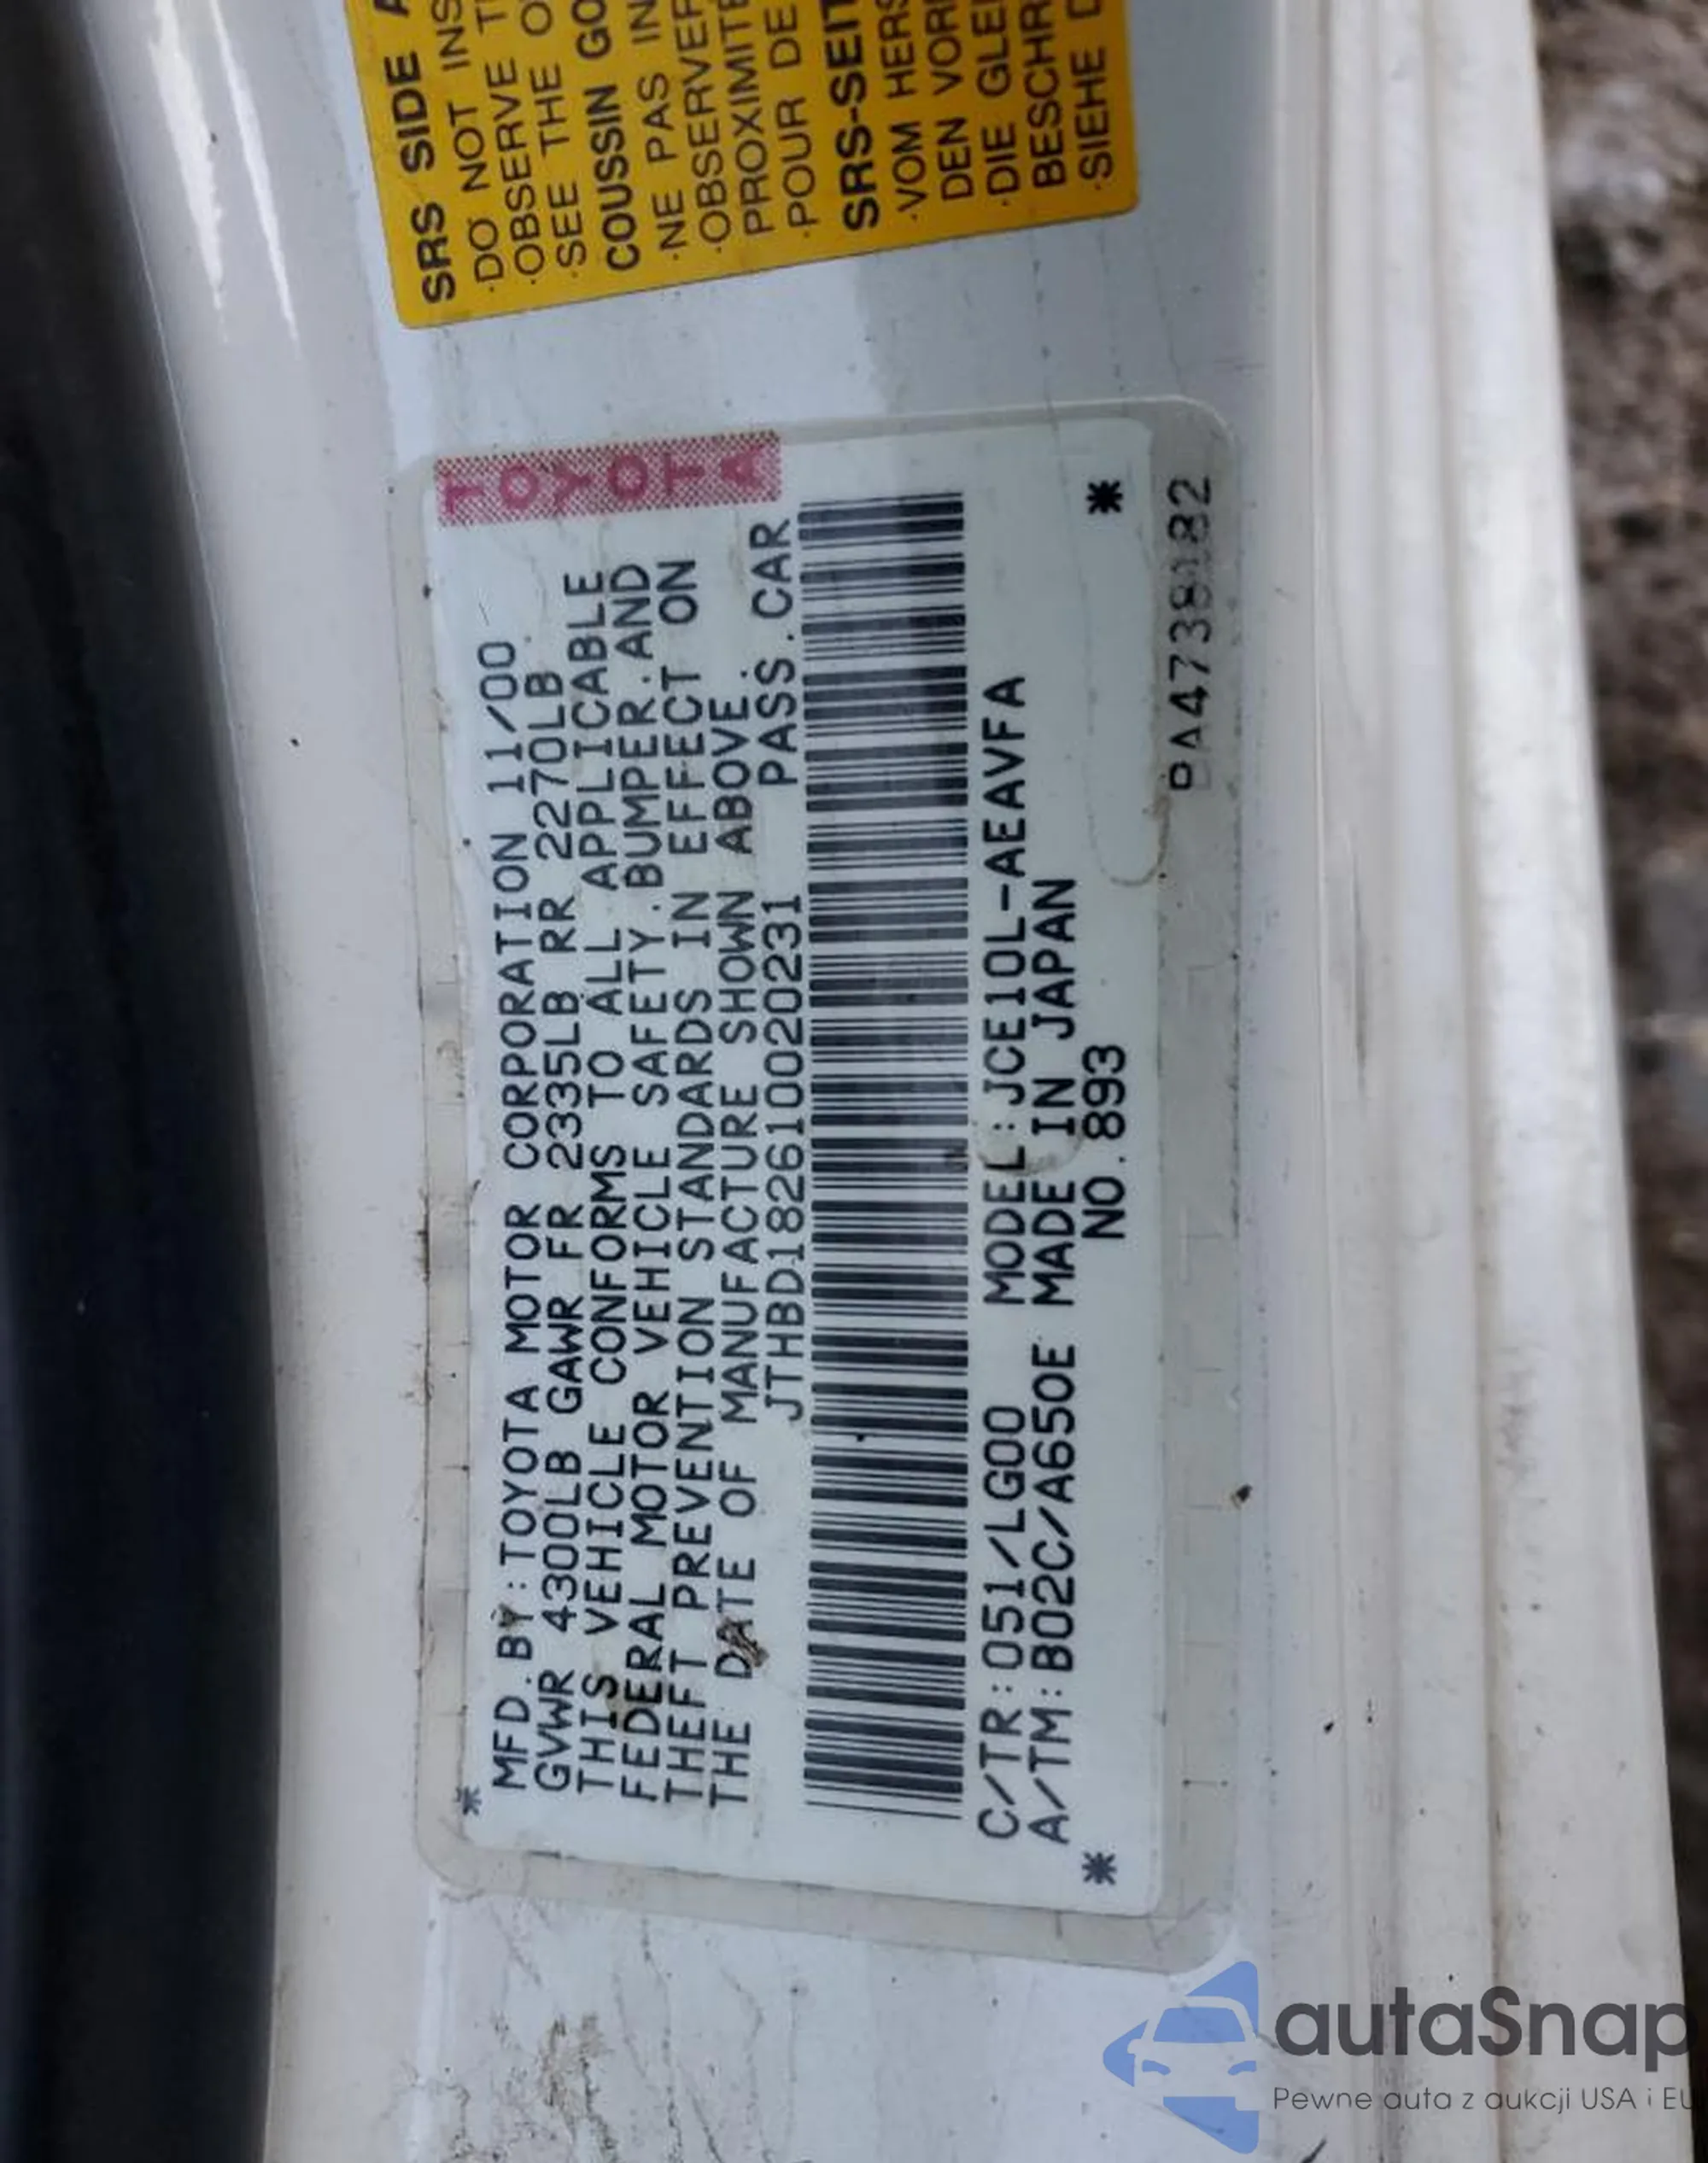 SRS SIDE A
·DO NOT INS
·OBSERVE T
·SEE THE O
COUSSIN GO
·NE PAS IN
·OBSERVER
PROXIMITE
·POUR DE
SRS-SEIT
·VOM HERS
DEN VOR
·DIE GLE
BESCHR
·SIEHE D
TOYOTA
* MFD.BY:TOYOTA MOTOR CORPORATION 11/00
GVWR 4300LB GAWR FR 2335LB RR 2270LB
THIS VEHICLE CONFORMS TO ALL APPLICABLE
FEDERAL MOTOR VEHICLE SAFETY.BUMPER.AND
THEFT PREVENTION STANDARDS IN EFFECT ON
THE DATE OF MANUFACTURE SHOWN ABOVE.
JTHBD182610020231 PASS.CAR
C/TR:051/LG00 MODEL:JCE10L-AEAVFA
A/TM:B02C/A650E MADE IN JAPAN
* NO.893 *
autaSnap
Pewne auta z aukcji USA i EU